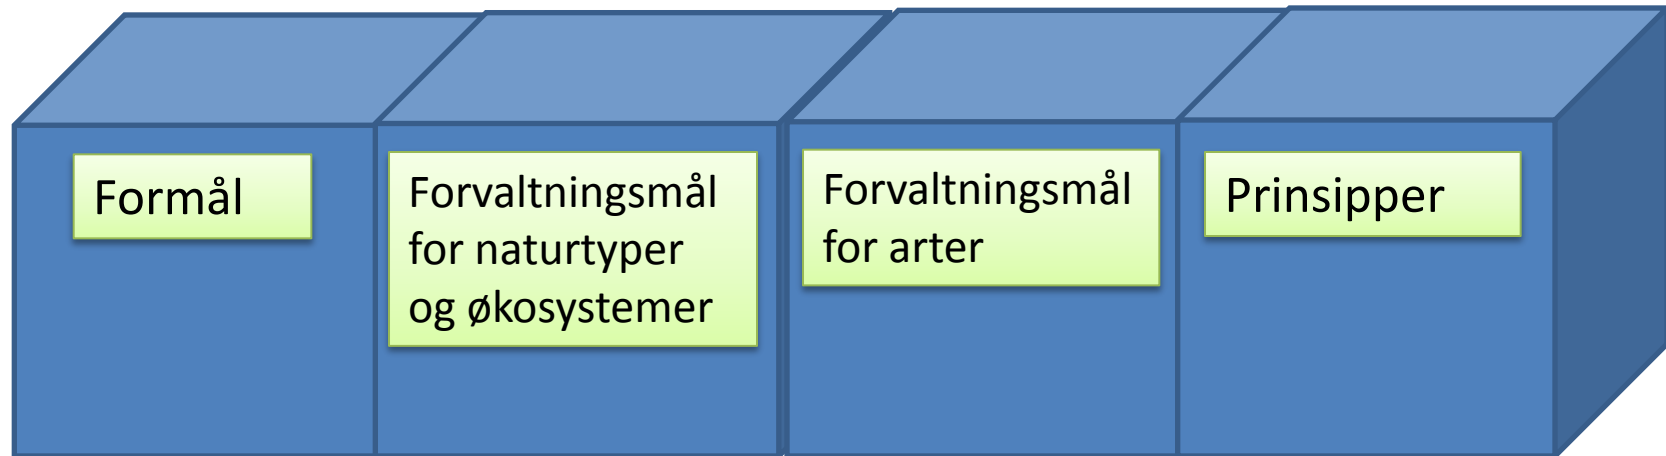 Formål
Forvaltningsmål
for naturtyper
og økosystemer
Forvaltningsmål
for arter
Prinsipper